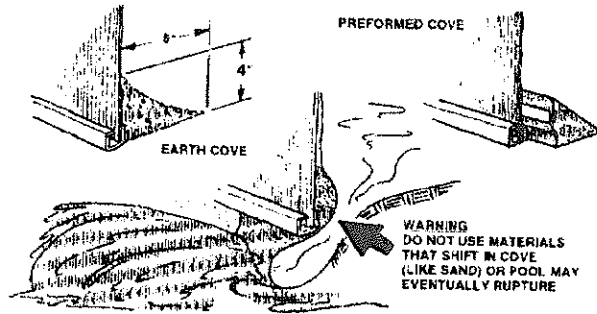 PREFORMED COVE
4"
EARTH COVE
WARNING
DO NOT USE MATERIALS
THAT SHIFT IN COVE
(LIKE SAND) OR POOL MAY
EVENTUALLY RUPTURE